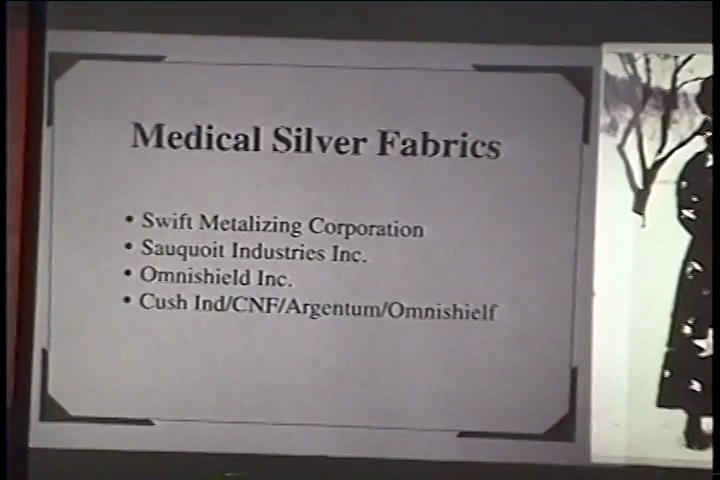 Medical Silver Fabrics
• Swift Metalizing Corporation
• Sauquoit Industries Inc.
• Omnishield Inc.
• Cush Ind/CNF/Argentum/Omnishielf